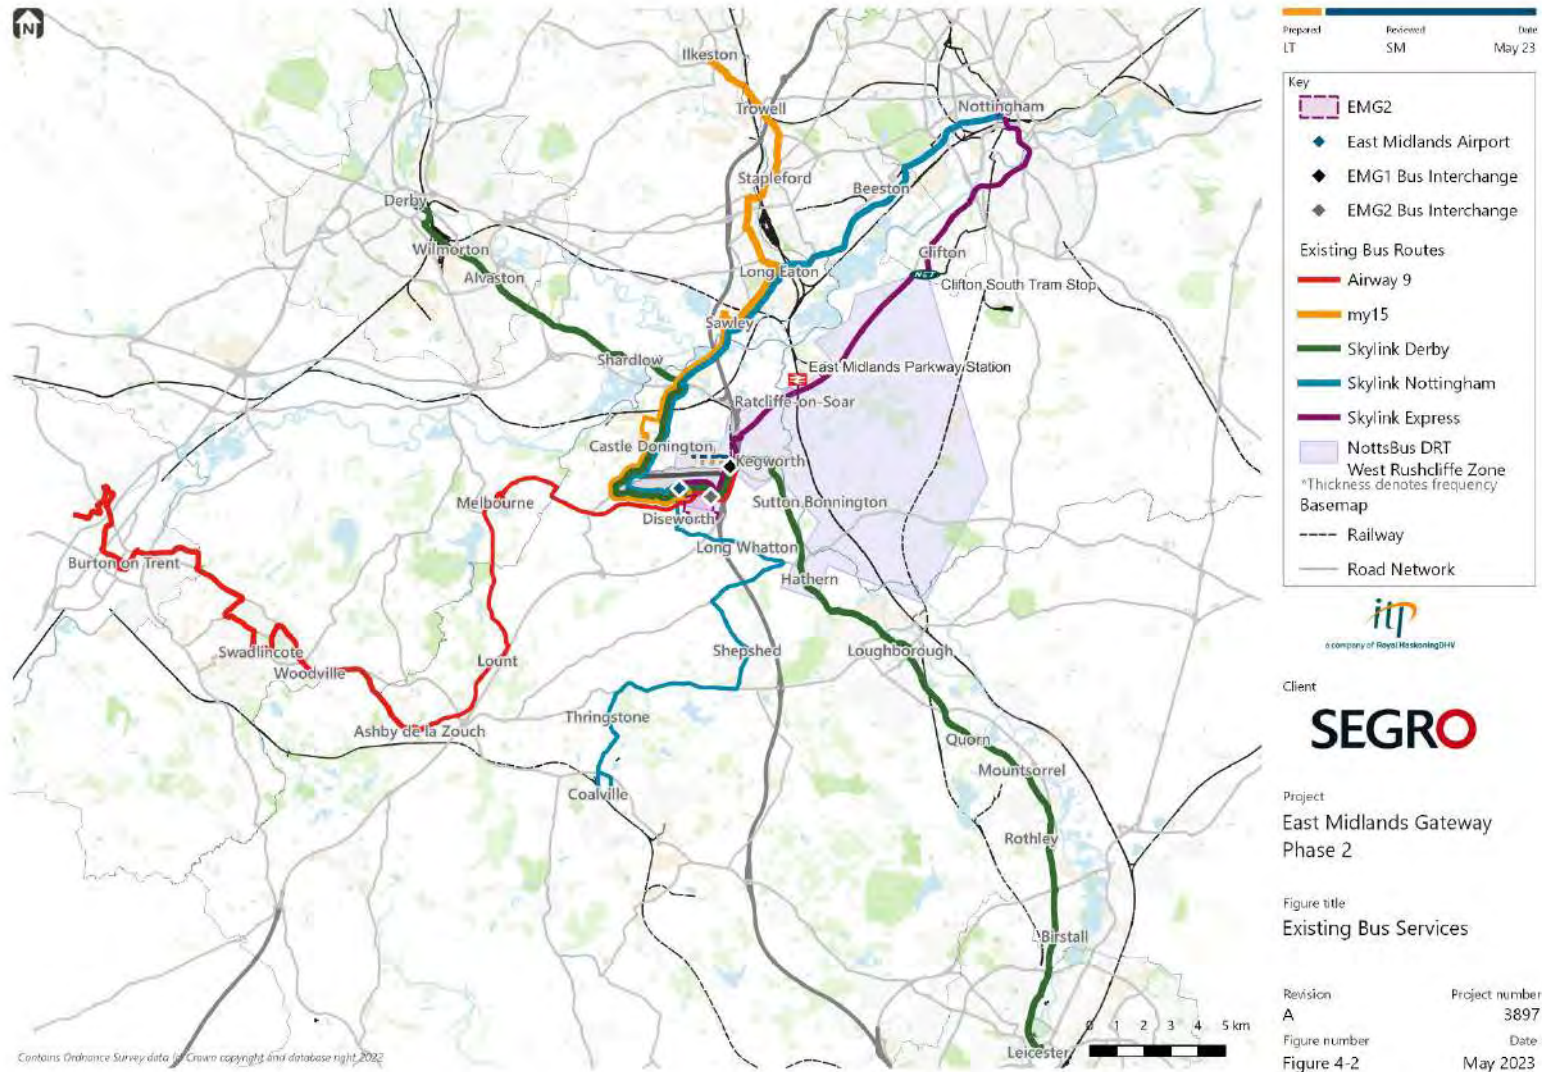 N
Ilkeston
Trowell
Nottingham
Stapleford
Beeston
Derby
Wilmorton
Clifton
Alvaston
Long Eaton
NET
Clifton South Tram Stop
Sawley
Shardlow
East Midlands Parkway Station
Ratcliffe-on-Soar
Castle Donington
Kegworth
Melbourne
Sutton Bonnington
Diseworth
Long Whatton
Burton on Trent
Hathern
Swadlincote
Shepshed
Loughborough
Woodville
Lount
Thringstone
Ashby de la Zouch
Quorn
Mountsorrel
Coalville
Rothley
Birstall
Leicester
0 1 2 3 4 5 km
Contains Ordnance Survey data © Crown copyright and database right 2022
Prepared Reviewed Date
LT SM May 23
Key
EMG2
East Midlands Airport
EMG1 Bus Interchange
EMG2 Bus Interchange
Existing Bus Routes
Airway 9
my15
Skylink Derby
Skylink Nottingham
Skylink Express
NottsBus DRT
West Rushcliffe Zone
*Thickness denotes frequency
Basemap
Railway
Road Network
itp
a company of Royal HaskoningDHV
Client
SEGRO
Project
East Midlands Gateway
Phase 2
Figure title
Existing Bus Services
Revision Project number
A 3897
Figure number Date
Figure 4-2 May 2023